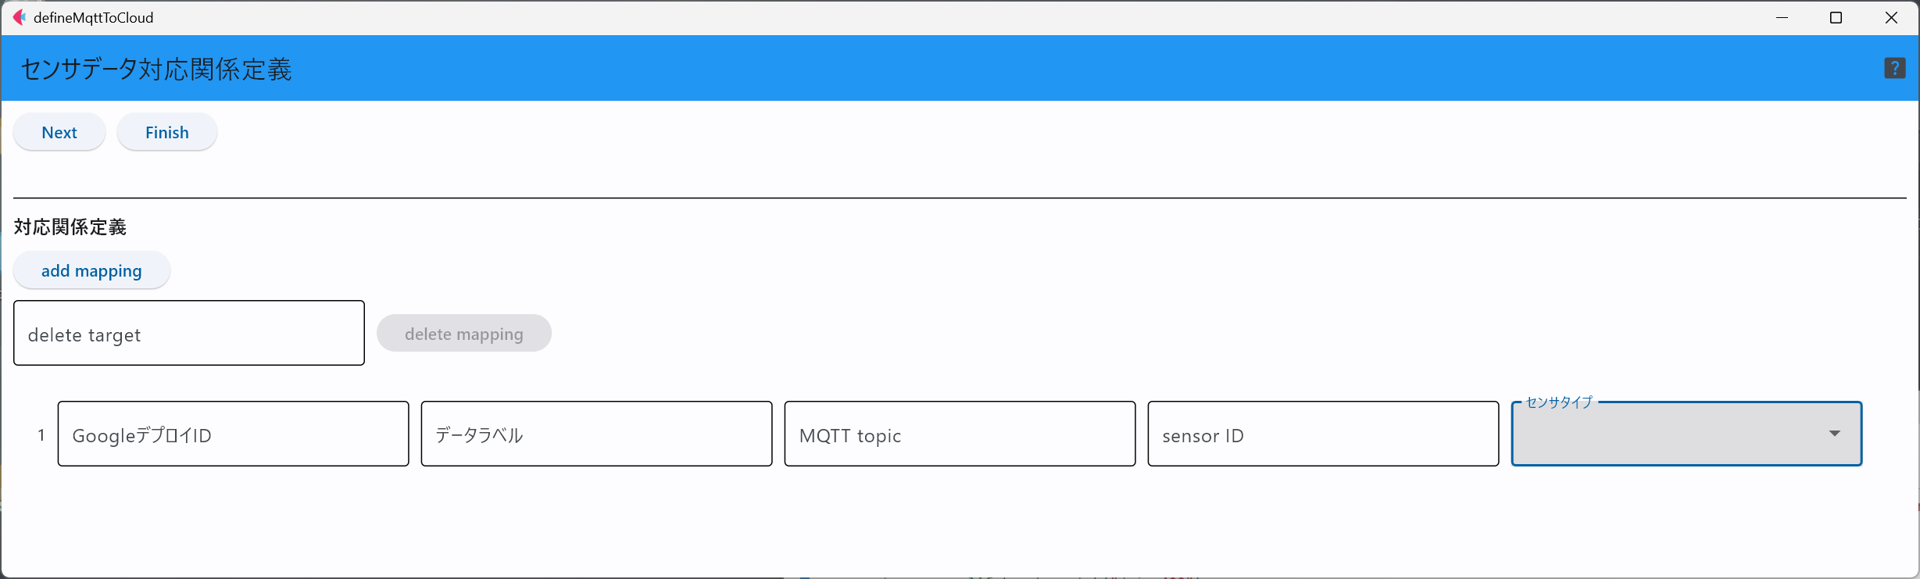 defineMqttToCloud
センサデータ対応関係定義
?
Next Finish
対応関係定義
add mapping
delete target delete mapping
1 GoogleデプロイID データラベル MQTT topic sensor ID センサタイプ